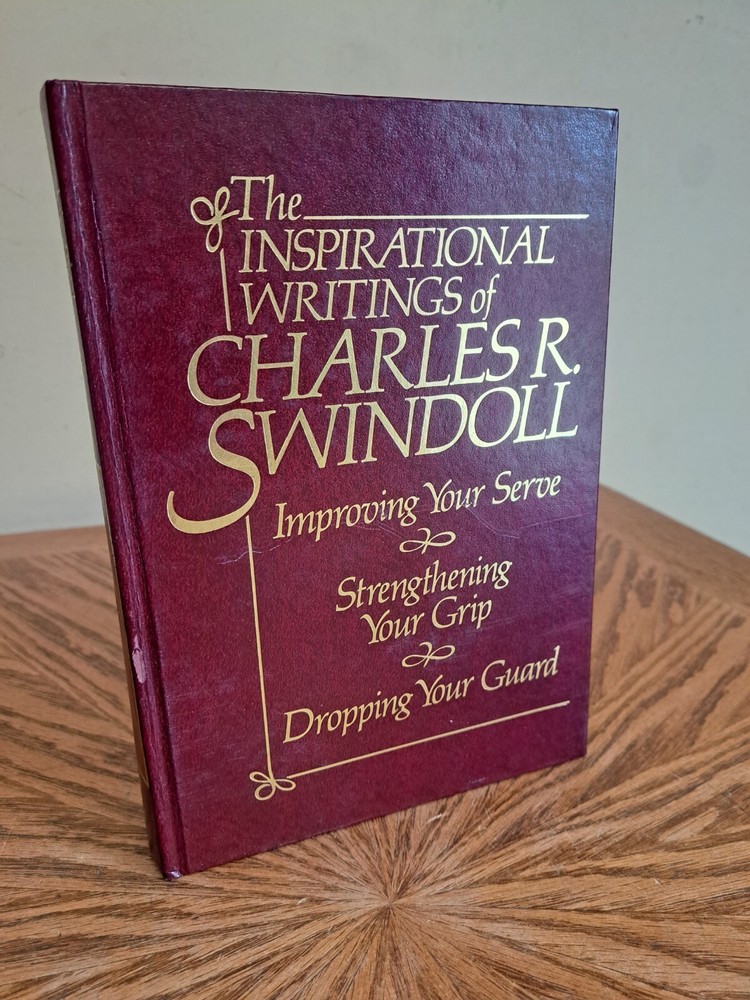 The
INSPIRATIONAL
WRITINGS of
CHARLES R.
SWINDOLL
Improving Your Serve
Strengthening
Your Grip
Dropping Your Guard